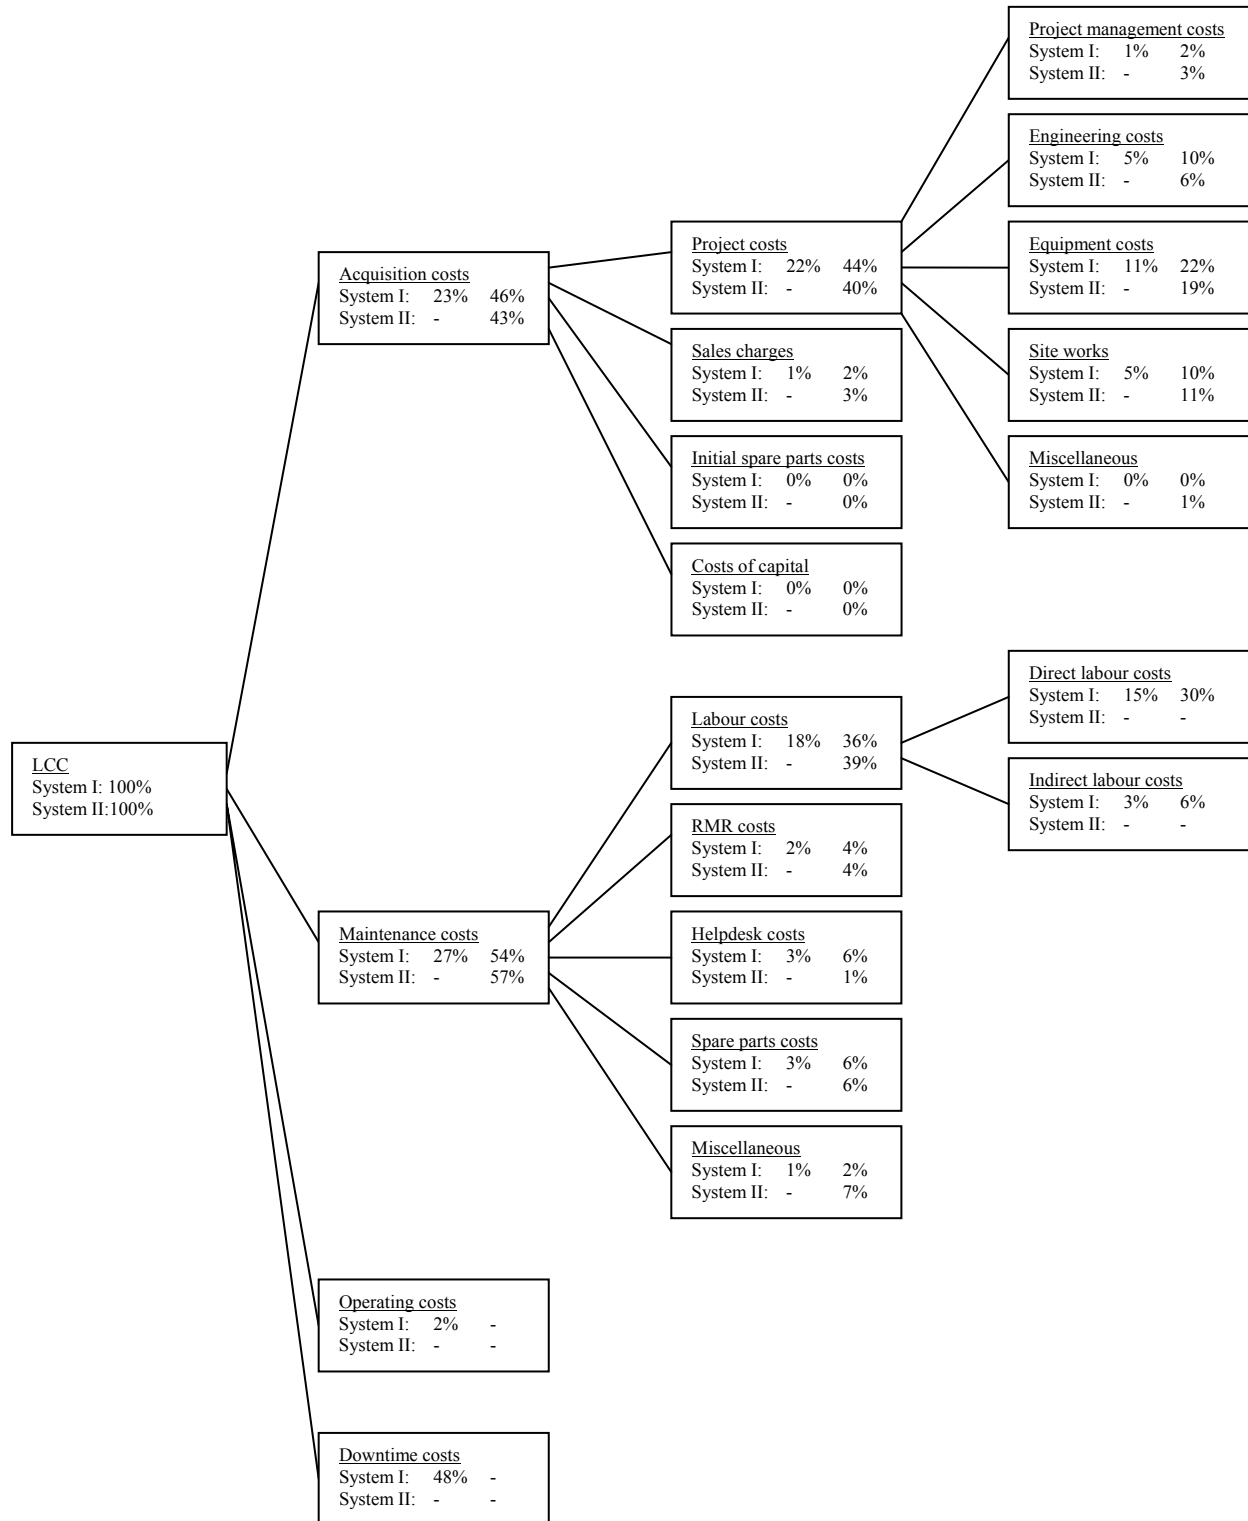 Project management costs
System I: 1% 2%
System II: - 3%
Engineering costs
System I: 5% 10%
System II: - 6%
Equipment costs
System I: 11% 22%
System II: - 19%
Site works
System I: 5% 10%
System II: - 11%
Miscellaneous
System I: 0% 0%
System II: - 1%
Project costs
System I: 22% 44%
System II: - 40%
Sales charges
System I: 1% 2%
System II: - 3%
Initial spare parts costs
System I: 0% 0%
System II: - 0%
Costs of capital
System I: 0% 0%
System II: - 0%
Acquisition costs
System I: 23% 46%
System II: - 43%
Direct labour costs
System I: 15% 30%
System II: - -
Indirect labour costs
System I: 3% 6%
System II: - -
Labour costs
System I: 18% 36%
System II: - 39%
RMR costs
System I: 2% 4%
System II: - 4%
Helpdesk costs
System I: 3% 6%
System II: - 1%
Spare parts costs
System I: 3% 6%
System II: - 6%
Miscellaneous
System I: 1% 2%
System II: - 7%
LCC
System I: 100%
System II:100%
Maintenance costs
System I: 27% 54%
System II: - 57%
Operating costs
System I: 2% -
System II: - -
Downtime costs
System I: 48% -
System II: - -